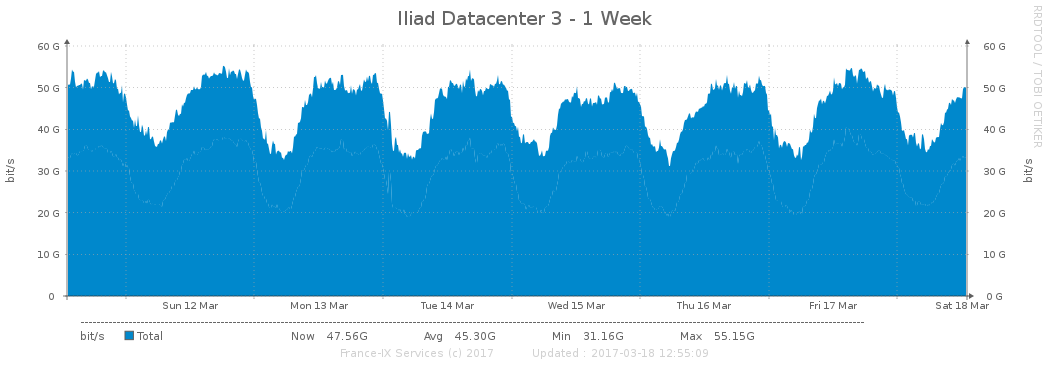 Iliad Datacenter 3 - 1 Week
RRDTOOL / TOBI OETIKER
60 G 60 G
50 G 50 G
40 G 40 G
30 G 30 G
20 G 20 G
10 G 10 G
0 0 G
bit/s
bit/s
Sun 12 Mar Mon 13 Mar Tue 14 Mar Wed 15 Mar Thu 16 Mar Fri 17 Mar Sat 18 Mar
bit/s Total Now 47.56G Avg 45.30G Min 31.16G Max 55.15G
France-IX Services (c) 2017 Updated : 2017-03-18 12:55:09